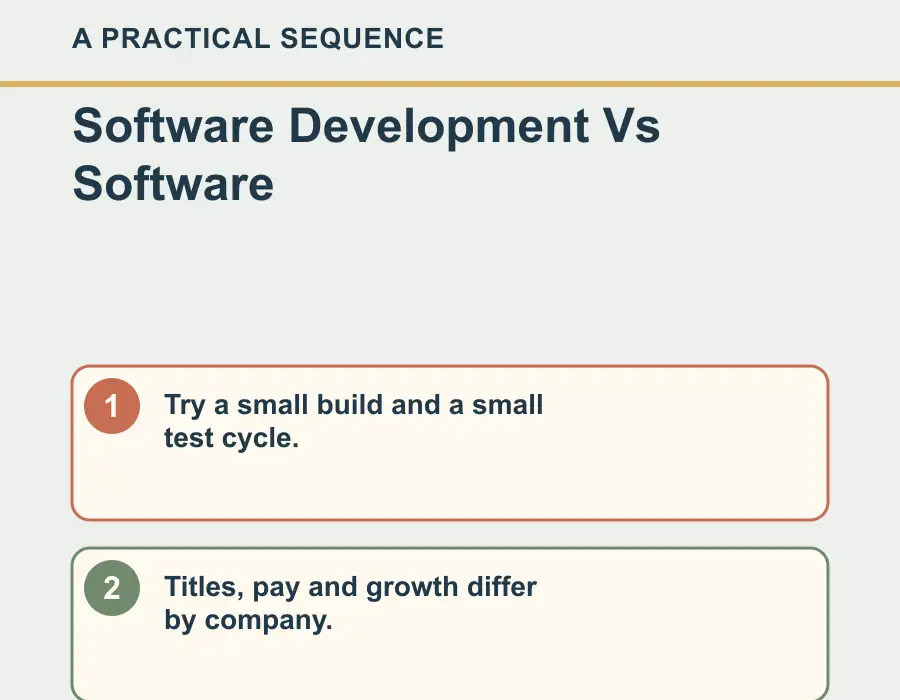 A PRACTICAL SEQUENCE
Software Development Vs
Software
1
Try a small build and a small
test cycle.
2
Titles, pay and growth differ
by company.